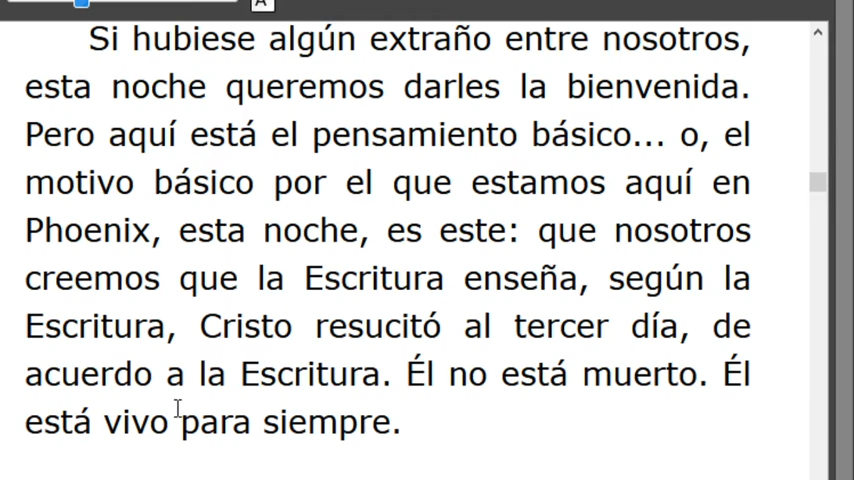 A
Si hubiese algún extraño entre nosotros,
esta noche queremos darles la bienvenida.
Pero aquí está el pensamiento básico... o, el
motivo básico por el que estamos aquí en
Phoenix, esta noche, es este: que nosotros
creemos que la Escritura enseña, según la
Escritura, Cristo resucitó al tercer día, de
acuerdo a la Escritura. Él no está muerto. Él
está vivo para siempre.